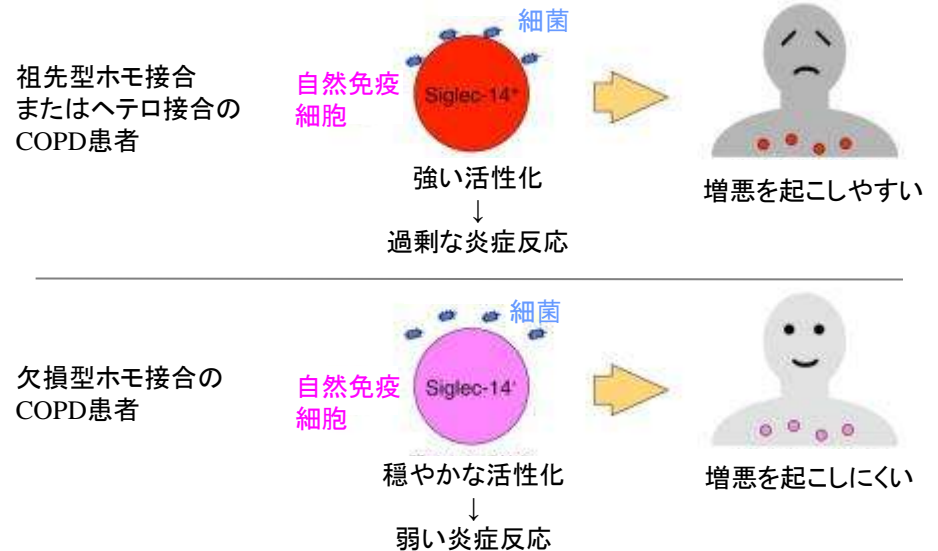 細菌
祖先型ホモ接合
またはヘテロ接合の
COPD患者
自然免疫
細胞
Siglec-14+
強い活性化
↓
過剰な炎症反応
増悪を起こしやすい
細菌
欠損型ホモ接合の
COPD患者
自然免疫
細胞
Siglec-14-
穏やかな活性化
↓
弱い炎症反応
増悪を起こしにくい